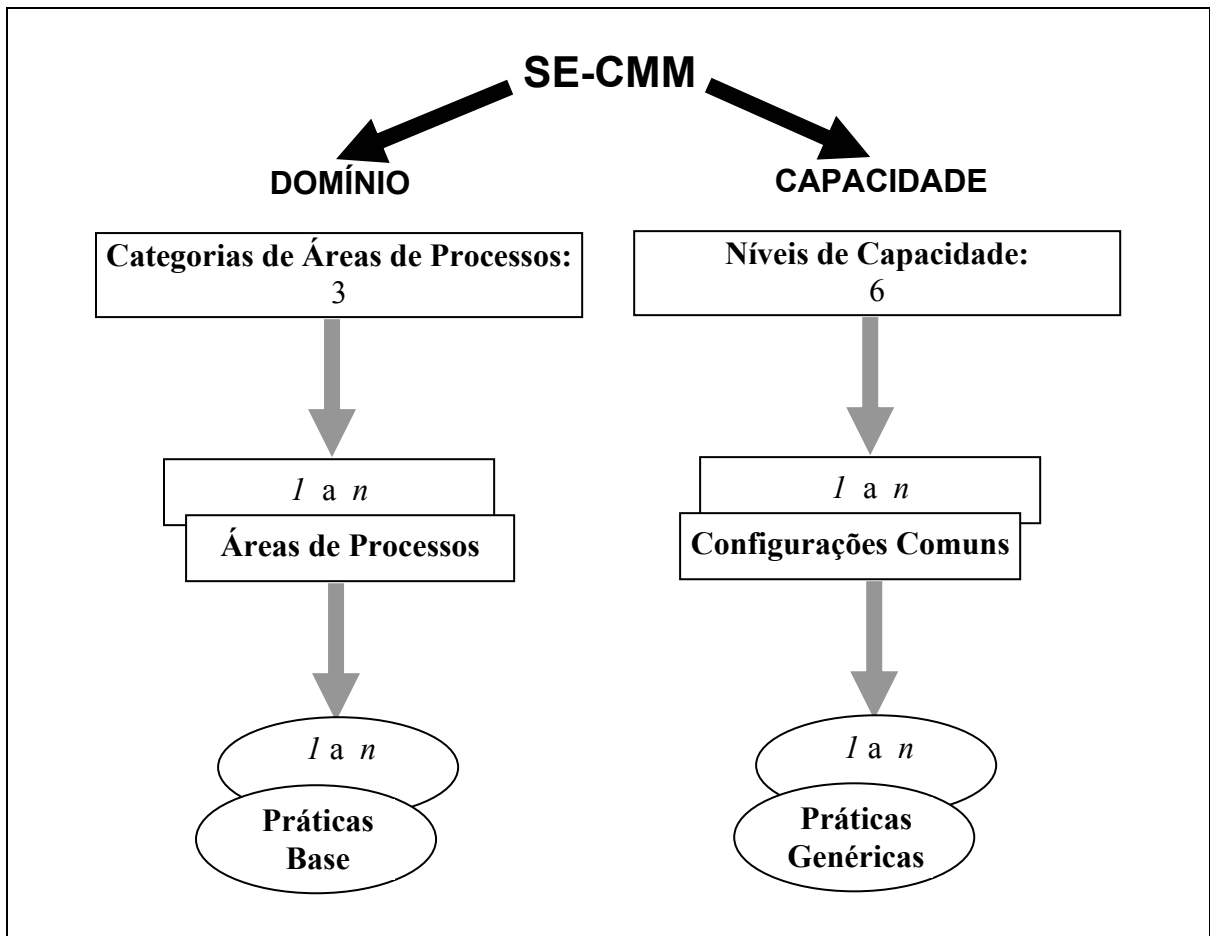 SE-CMM
DOMÍNIO
CAPACIDADE
Categorias de Áreas de Processos:
3
Níveis de Capacidade:
6
1 a n
Áreas de Processos
1 a n
Configurações Comuns
1 a n
Práticas
Base
1 a n
Práticas
Genéricas